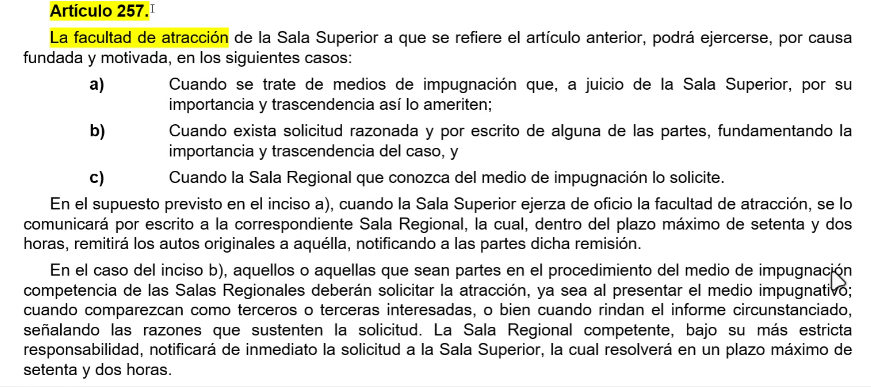 Artículo 257.
La facultad de atracción de la Sala Superior a que se refiere el artículo anterior, podrá ejercerse, por causa
fundada y motivada, en los siguientes casos:
a) Cuando se trate de medios de impugnación que, a juicio de la Sala Superior, por su
importancia y trascendencia así lo ameriten;
b) Cuando exista solicitud razonada y por escrito de alguna de las partes, fundamentando la
importancia y trascendencia del caso, y
c) Cuando la Sala Regional que conozca del medio de impugnación lo solicite.
En el supuesto previsto en el inciso a), cuando la Sala Superior ejerza de oficio la facultad de atracción, se lo
comunicará por escrito a la correspondiente Sala Regional, la cual, dentro del plazo máximo de setenta y dos
horas, remitirá los autos originales a aquélla, notificando a las partes dicha remisión.
En el caso del inciso b), aquellos o aquellas que sean partes en el procedimiento del medio de impugnación
competencia de las Salas Regionales deberán solicitar la atracción, ya sea al presentar el medio impugnativo;
cuando comparezcan como terceros o terceras interesadas, o bien cuando rindan el informe circunstanciado,
señalando las razones que sustenten la solicitud. La Sala Regional competente, bajo su más estricta
responsabilidad, notificará de inmediato la solicitud a la Sala Superior, la cual resolverá en un plazo máximo de
setenta y dos horas.